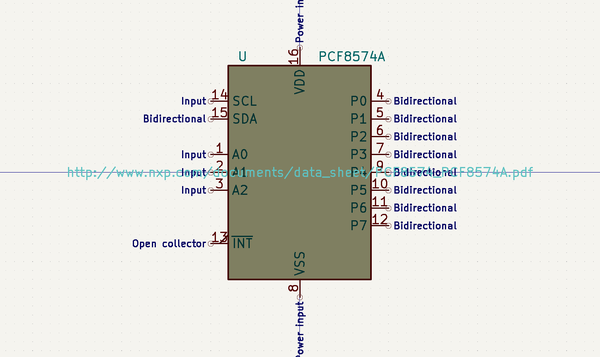 Power in
16
U
PCF8574A
VDD
Input 14 SCL
P0 4 Bidirectional
Bidirectional 15 SDA
P1 5 Bidirectional
P2 6 Bidirectional
Input 1 A0
P3 7 Bidirectional
Input 2 A1
P4 9 Bidirectional
http://www.nxp.com/documents/data_sheet/PCF8574_PCF8574A.pdf
Input 3 A2
P5 10 Bidirectional
P6 11 Bidirectional
P7 12 Bidirectional
Open collector 13 INT
VSS
8
Power input